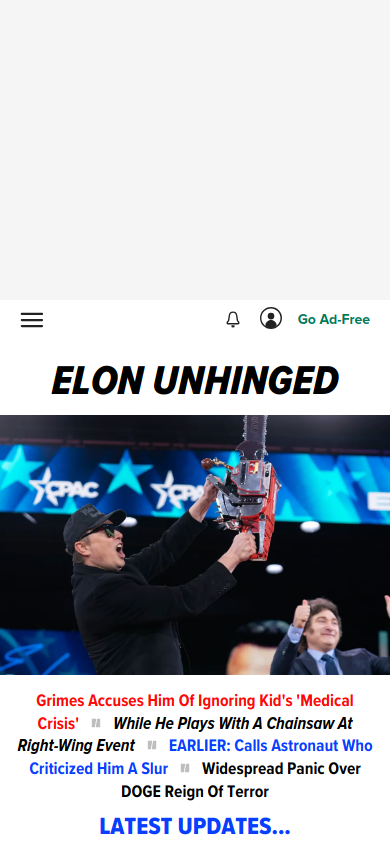 Go Ad-Free
ELON UNHINGED
CPAC
Grimes Accuses Him Of Ignoring Kid's 'Medical
Crisis' " While He Plays With A Chainsaw At
Right-Wing Event " EARLIER: Calls Astronaut Who
Criticized Him A Slur " Widespread Panic Over
DOGE Reign Of Terror
LATEST UPDATES...